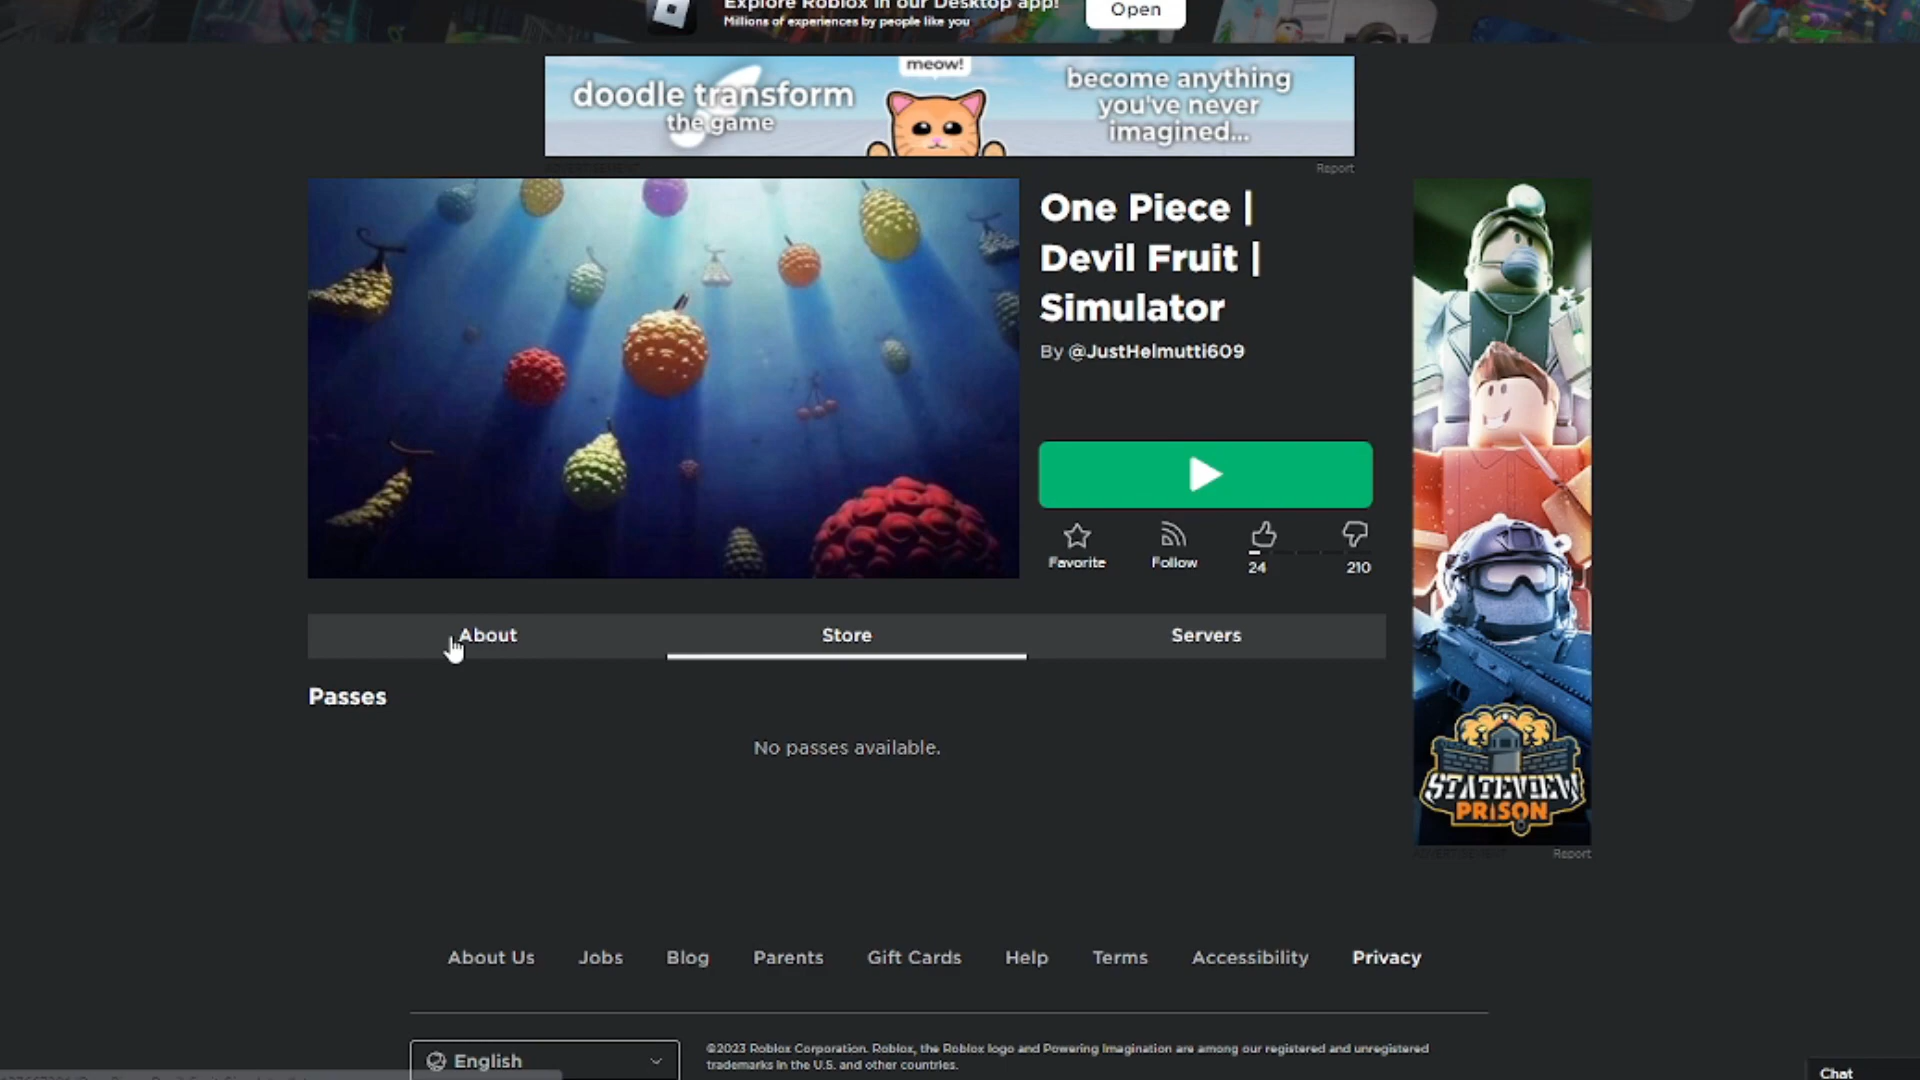 Explore Roblox in our Desktop app!
Millions of experiences by people like you
Open
doodle transform
the game
meow!
become anything
you've never
imagined...
ADVERTISEMENT
Report
One Piece |
Devil Fruit |
Simulator
By @JustHelmutti609
Favorite
Follow
24
210
About
Store
Servers
Passes
No passes available.
STATEVIEW
PRISON
ADVERTISEMENT
Report
About Us
Jobs
Blog
Parents
Gift Cards
Help
Terms
Accessibility
Privacy
English
©2023 Roblox Corporation. Roblox, the Roblox logo and Powering Imagination are among our registered and unregistered
trademarks in the U.S. and other countries.
Chat